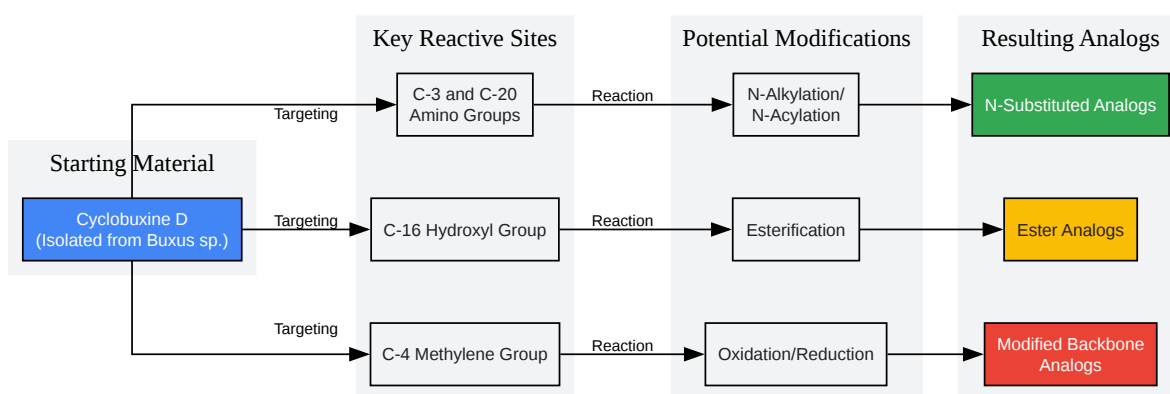 Key Reactive Sites
Potential Modifications
Resulting Analogs
C-3 and C-20
Amino Groups
Reaction
N-Alkylation/
N-Acylation
N-Substituted Analogs
Targeting
Starting Material
Cyclobuxine D
(Isolated from Buxus sp.)
Targeting
C-16 Hydroxyl Group
Reaction
Esterification
Ester Analogs
Targeting
C-4 Methylene Group
Reaction
Oxidation/Reduction
Modified Backbone
Analogs